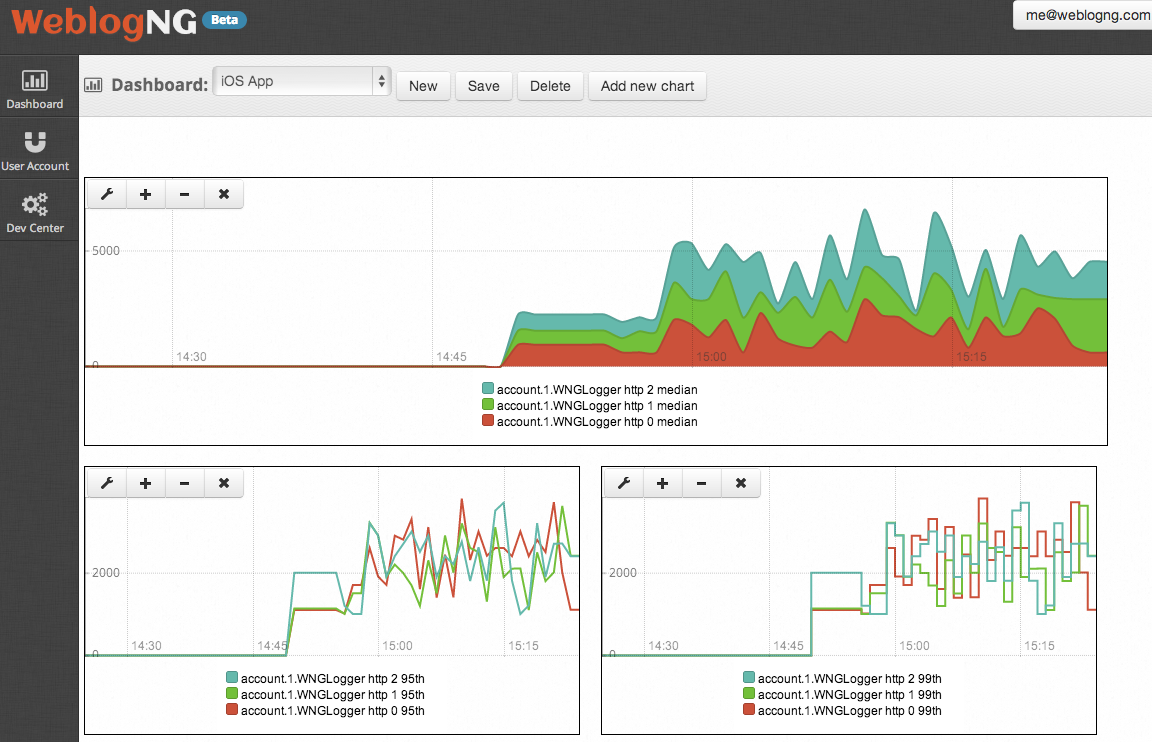 WeblogNG Beta
me@weblogng.com
Dashboard
User Account
Dev Center
Dashboard: iOS App New Save Delete Add new chart
5000
0
14:30 14:45 15:00 15:15
account.1.WNGLogger http 2 median
account.1.WNGLogger http 1 median
account.1.WNGLogger http 0 median
2000
0
14:30 14:45 15:00 15:15
account.1.WNGLogger http 2 95th
account.1.WNGLogger http 1 95th
account.1.WNGLogger http 0 95th
2000
0
14:30 14:45 15:00 15:15
account.1.WNGLogger http 2 99th
account.1.WNGLogger http 1 99th
account.1.WNGLogger http 0 99th